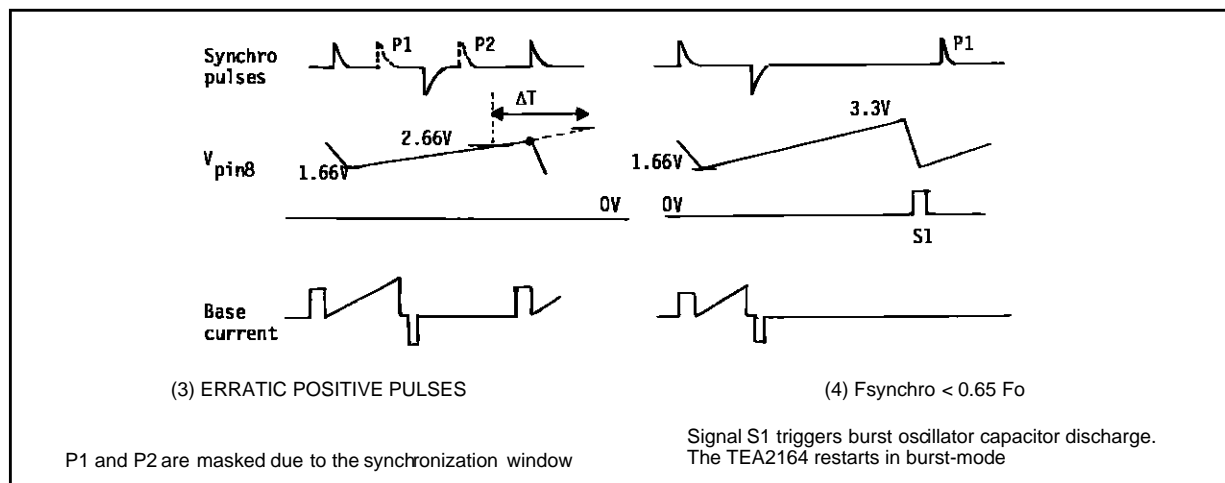 Synchro
pulses
P1
P2
P1
ΔT
V pin8
1.66V
2.66V
1.66V
3.3V
0V
0V
S1
Base
current
(3) ERRATIC POSITIVE PULSES
(4) Fsynchro < 0.65 Fo
P1 and P2 are masked due to the synchronization window
Signal S1 triggers burst oscillator capacitor discharge.
The TEA2164 restarts in burst-mode